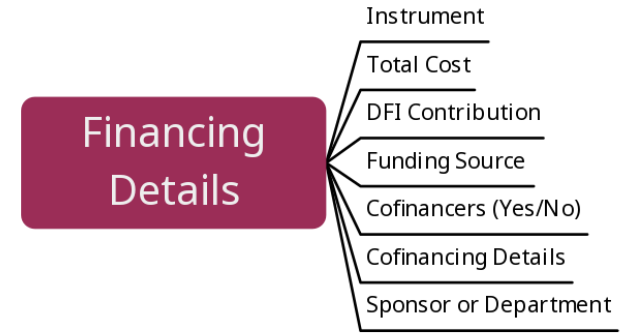 Financing
Details
Instrument
Total Cost
DFI Contribution
Funding Source
Cofinancers (Yes/No)
Cofinancing Details
Sponsor or Department